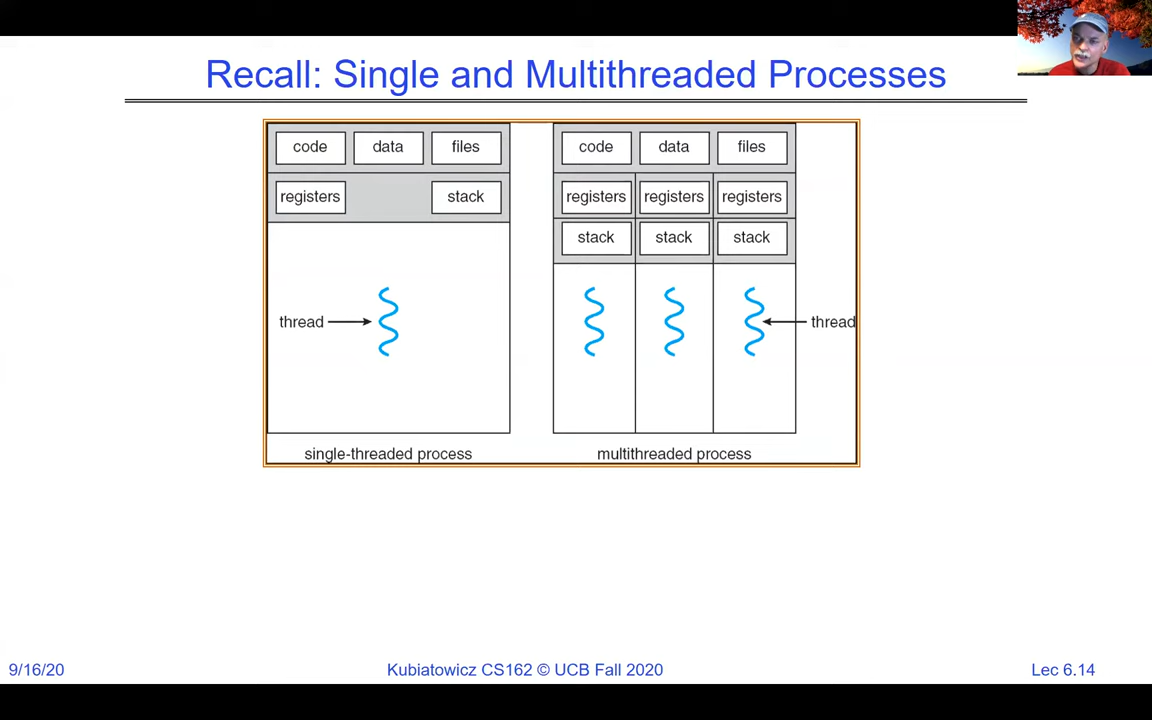 Recall: Single and Multithreaded Processes
code data files
registers stack
thread
single-threaded process
code data files
registers registers registers
stack stack stack
thread
multithreaded process
9/16/20
Kubiatowicz CS162 © UCB Fall 2020
Lec 6.14